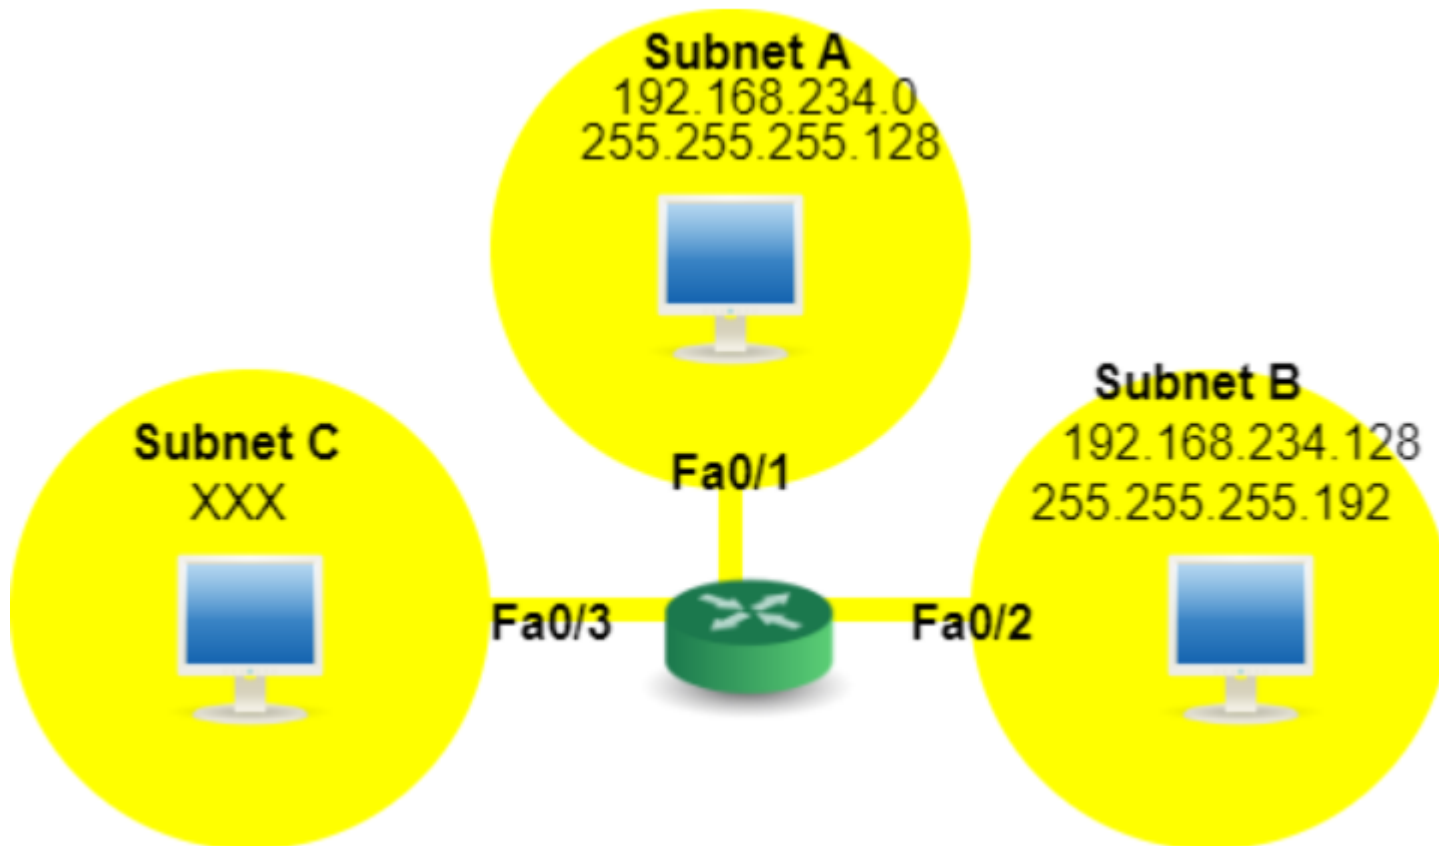 Subnet A
192.168.234.0
255.255.255.128
Subnet B
192.168.234.128
255.255.255.192
Subnet C
XXX
Fa0/1
Fa0/3
Fa0/2